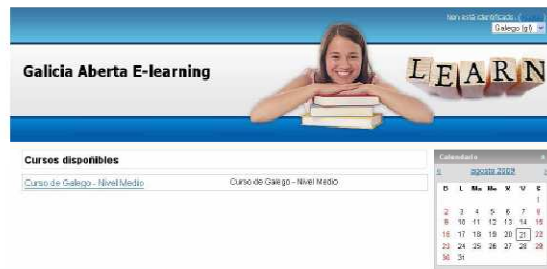 Non está identificado. (
Galego (gl)
Galicia Aberta E-learning
LEARN
Cursos dispoñibles
Curso de Galego - Nivel Medio
Curso de Galego - Nivel Medio
Calendario
agosto 2009
D L Ma Me X V S
1
2 3 4 5 6 7 8
9 10 11 12 13 14 15
16 17 18 19 20 21 22
23 24 25 26 27 28 29
30 31